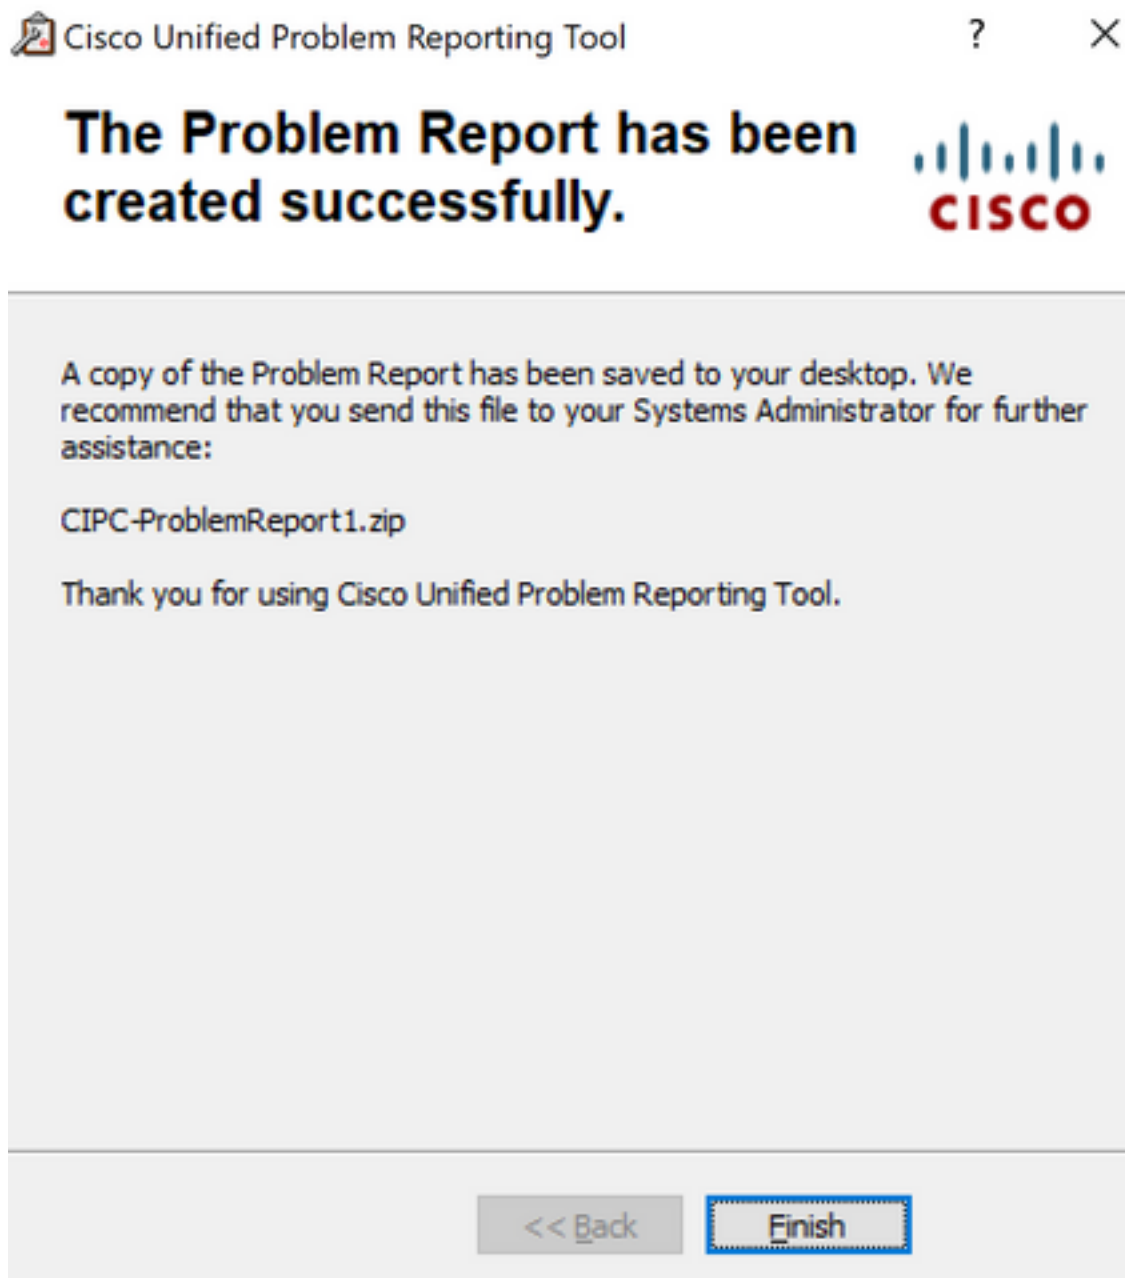 Cisco Unified Problem Reporting Tool ? ×
The Problem Report has been
created successfully.
CISCO
A copy of the Problem Report has been saved to your desktop. We
recommend that you send this file to your Systems Administrator for further
assistance:
CIPC-ProblemReport1.zip
Thank you for using Cisco Unified Problem Reporting Tool.
<< Back Finish